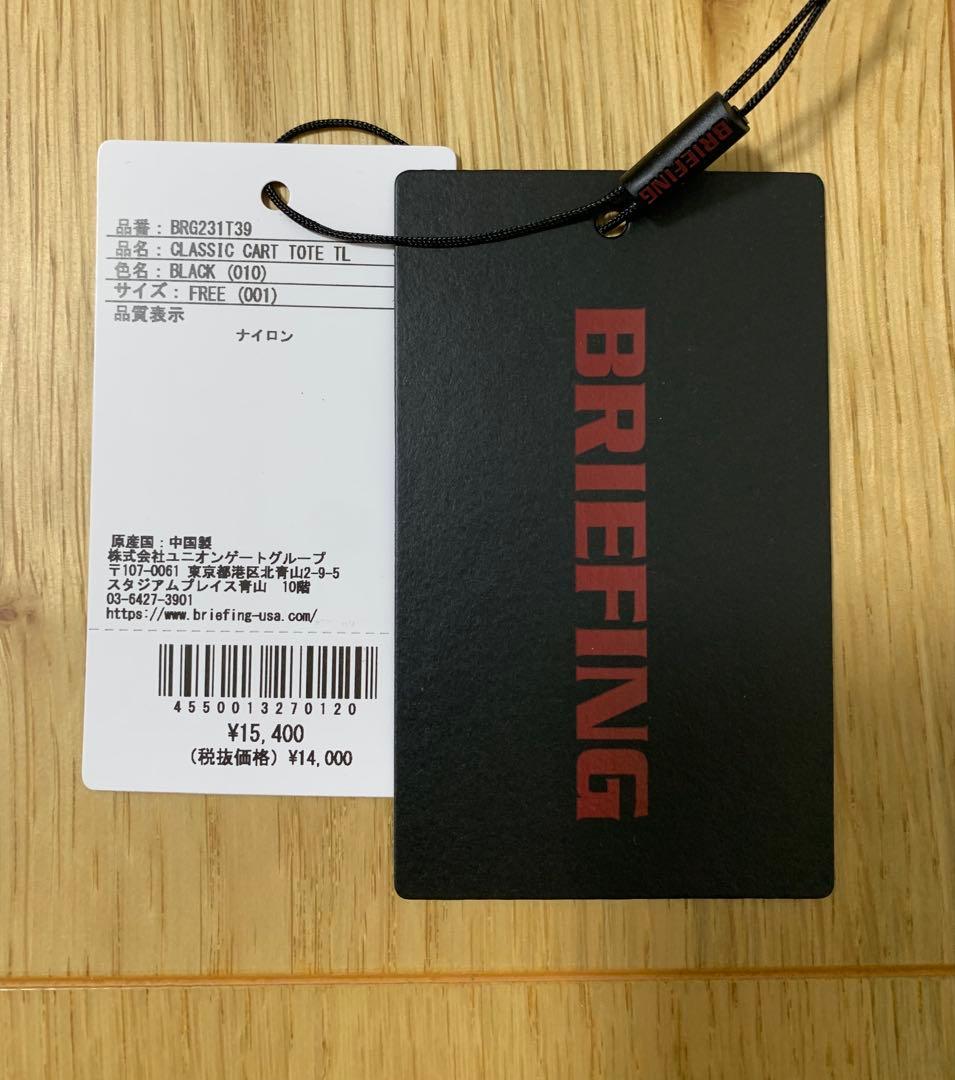 品番：BRG231T39
品名：CLASSIC CART TOTE TL
色名：BLACK (010)
サイズ：FREE (001)
品質表示
ナイロン
原産国：中国製
株式会社ユニオンゲートグループ
〒107-0061 東京都港区北青山2-9-5
スタジアムプレイス青山 10階
03-6427-3901
https://www.briefing-usa.com/
4550013270120
¥15,400
(税抜価格) ¥14,000
BRIEFING
BRIEFING